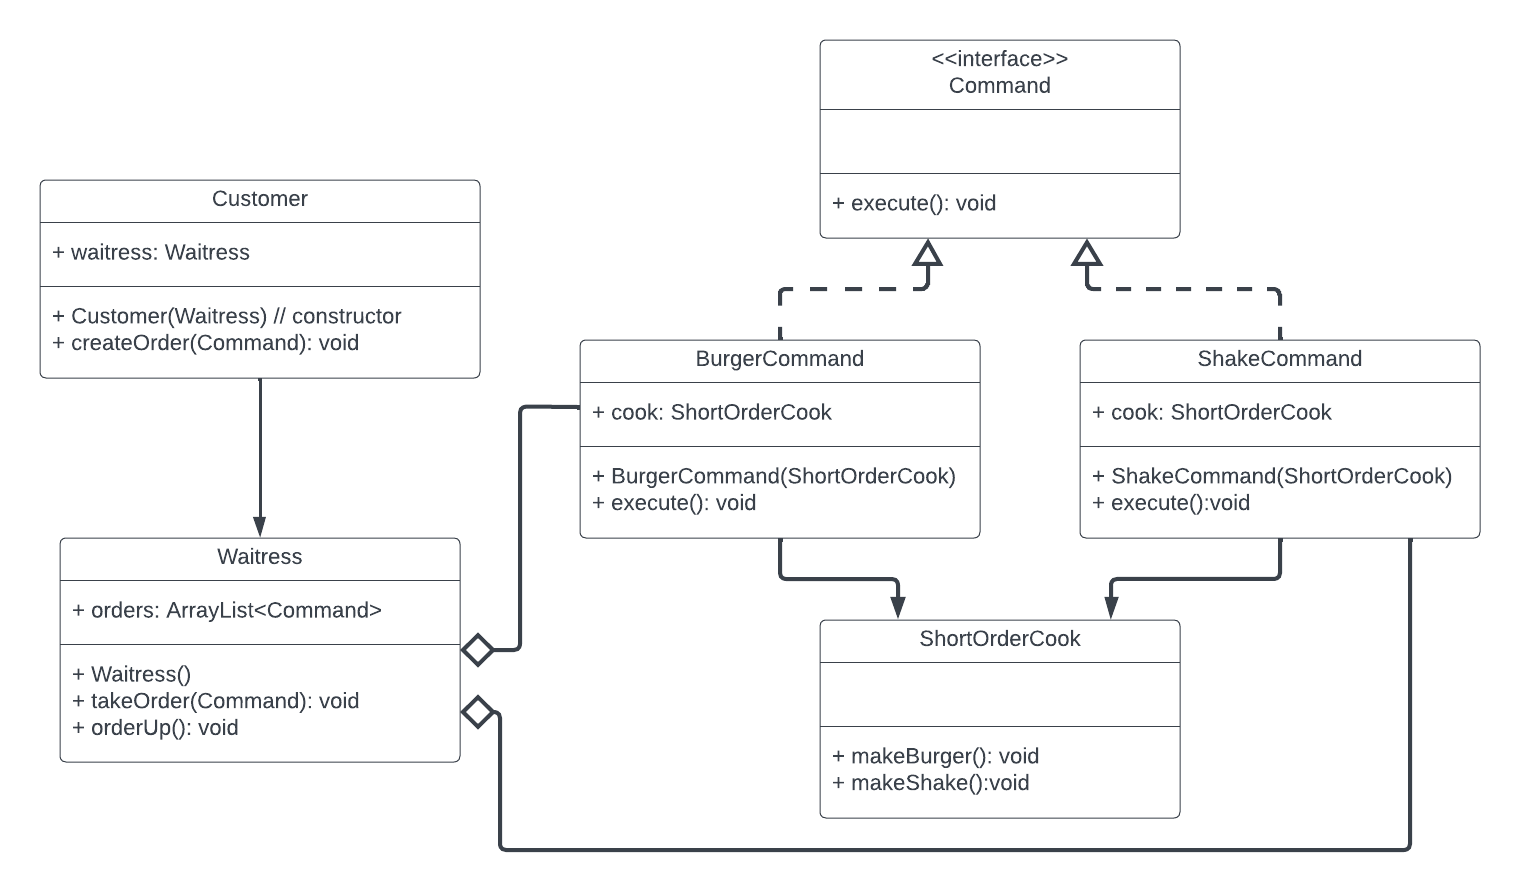 <<interface>>
Command
+ execute(): void
Customer
+ waitress: Waitress
+ Customer(Waitress) // constructor
+ createOrder(Command): void
BurgerCommand
+ cook: ShortOrderCook
+ BurgerCommand(ShortOrderCook)
+ execute(): void
ShakeCommand
+ cook: ShortOrderCook
+ ShakeCommand(ShortOrderCook)
+ execute():void
Waitress
+ orders: ArrayList<Command>
+ Waitress()
+ takeOrder(Command): void
+ orderUp(): void
ShortOrderCook
+ makeBurger(): void
+ makeShake():void